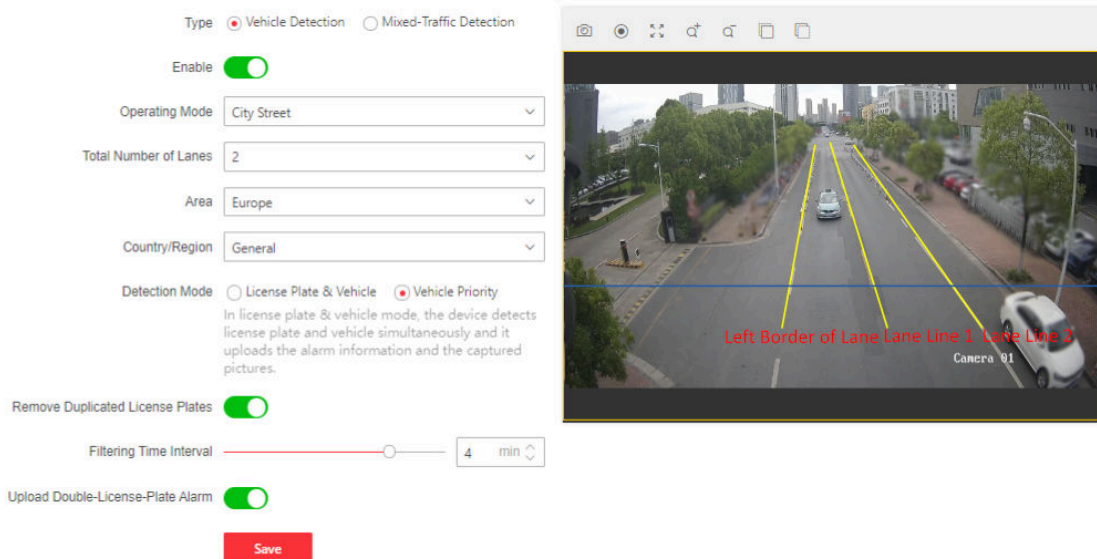 Type Vehicle Detection Mixed-Traffic Detection
Enable
Operating Mode City Street
Total Number of Lanes 2
Area Europe
Country/Region General
Detection Mode License Plate & Vehicle Vehicle Priority
In license plate & vehicle mode, the device detects
license plate and vehicle simultaneously and it
uploads the alarm information and the captured
pictures.
Remove Duplicated License Plates
Filtering Time Interval 4 min
Upload Double-License-Plate Alarm
Save
Left Border of Lane Lane Line 1 Lane Line 2
Camera 01